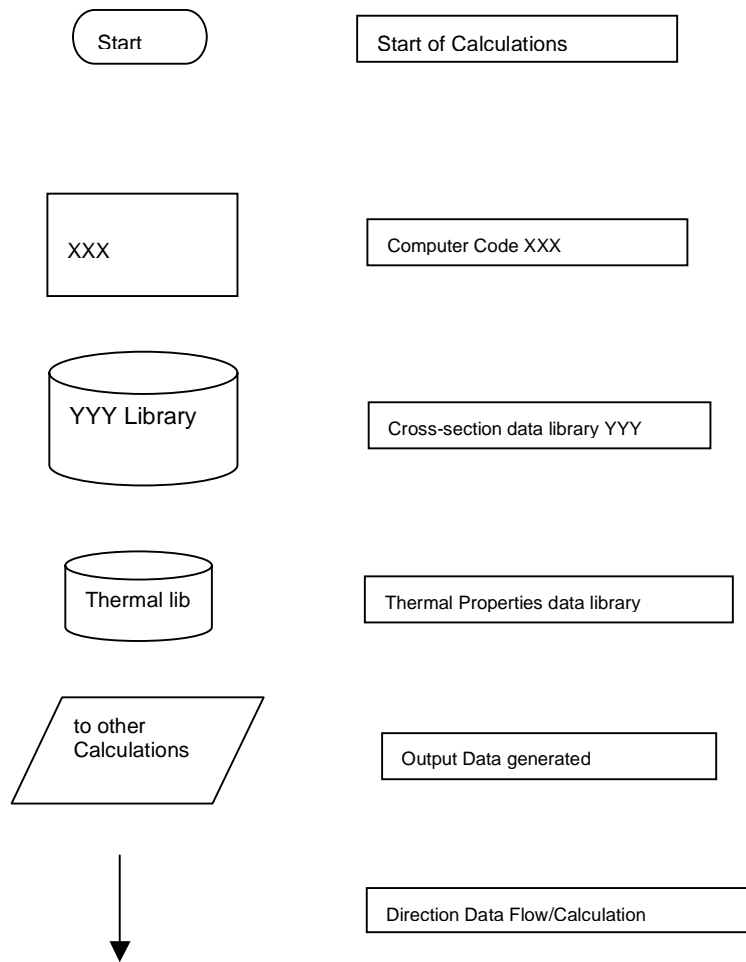 Start
Start of Calculations
XXX
Computer Code XXX
YYY Library
Cross-section data library YYY
Thermal lib
Thermal Properties data library
to other
Calculations
Output Data generated
Direction Data Flow/Calculation